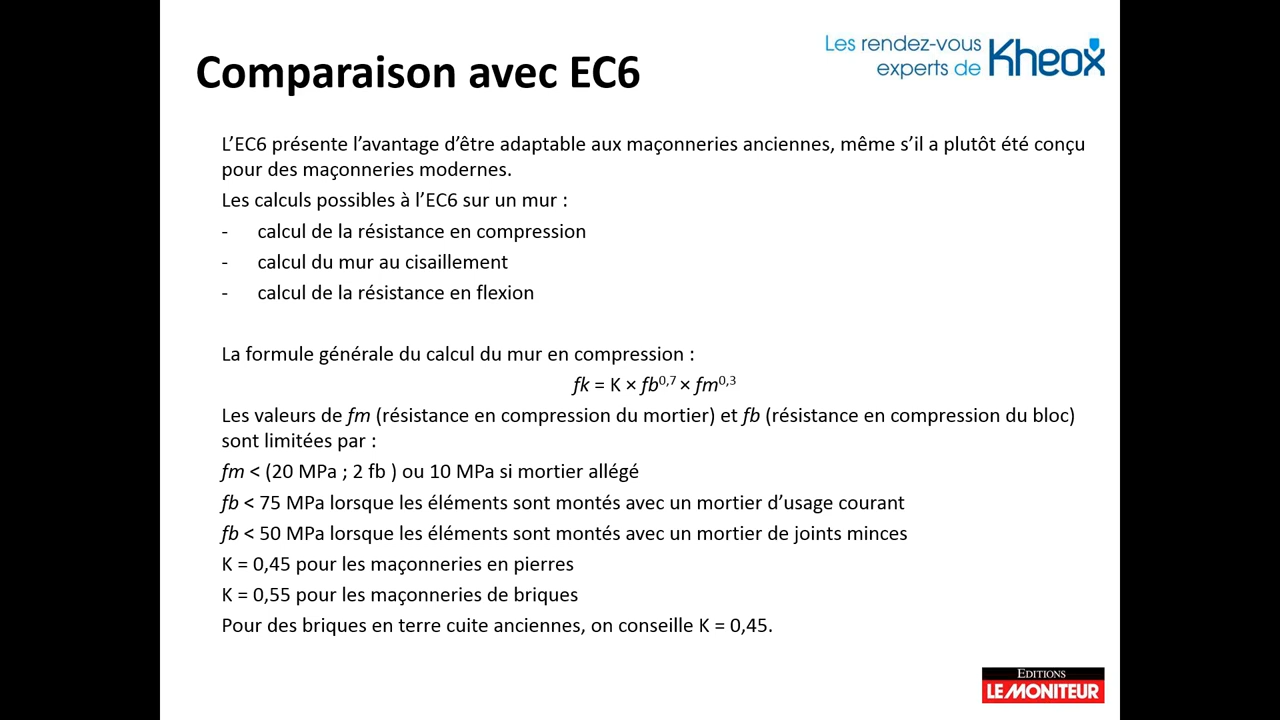 Comparaison avec EC6
Les rendez-vous
experts de Kheox
L’EC6 présente l’avantage d’être adaptable aux maçonneries anciennes, même s’il a plutôt été conçu
pour des maçonneries modernes.
Les calculs possibles à l’EC6 sur un mur :
- calcul de la résistance en compression
- calcul du mur au cisaillement
- calcul de la résistance en flexion
La formule générale du calcul du mur en compression :
fk = K × fb^0,7 × fm^0,3
Les valeurs de fm (résistance en compression du mortier) et fb (résistance en compression du bloc)
sont limitées par :
fm < (20 MPa ; 2 fb ) ou 10 MPa si mortier allégé
fb < 75 MPa lorsque les éléments sont montés avec un mortier d’usage courant
fb < 50 MPa lorsque les éléments sont montés avec un mortier de joints minces
K = 0,45 pour les maçonneries en pierres
K = 0,55 pour les maçonneries de briques
Pour des briques en terre cuite anciennes, on conseille K = 0,45.
EDITIONS
LE MONITEUR